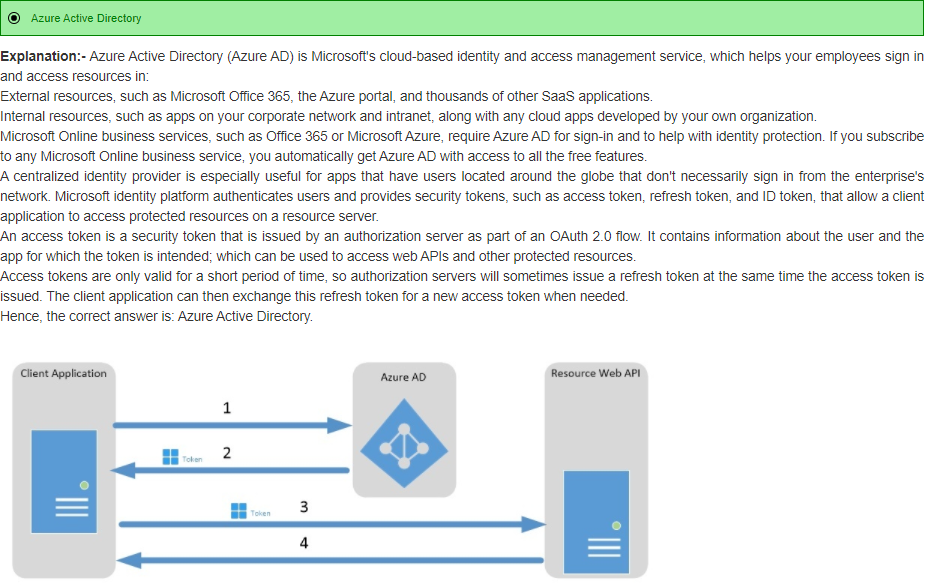 Azure Active Directory
Explanation:- Azure Active Directory (Azure AD) is Microsoft's cloud-based identity and access management service, which helps your employees sign in
and access resources in:
External resources, such as Microsoft Office 365, the Azure portal, and thousands of other SaaS applications.
Internal resources, such as apps on your corporate network and intranet, along with any cloud apps developed by your own organization.
Microsoft Online business services, such as Office 365 or Microsoft Azure, require Azure AD for sign-in and to help with identity protection. If you subscribe
to any Microsoft Online business service, you automatically get Azure AD with access to all the free features.
A centralized identity provider is especially useful for apps that have users located around the globe that don't necessarily sign in from the enterprise's
network. Microsoft identity platform authenticates users and provides security tokens, such as access token, refresh token, and ID token, that allow a client
application to access protected resources on a resource server.
An access token is a security token that is issued by an authorization server as part of an OAuth 2.0 flow. It contains information about the user and the
app for which the token is intended; which can be used to access web APIs and other protected resources.
Access tokens are only valid for a short period of time, so authorization servers will sometimes issue a refresh token at the same time the access token is
issued. The client application can then exchange this refresh token for a new access token when needed.
Hence, the correct answer is: Azure Active Directory.
Client Application
Azure AD
Resource Web API
1
Token 2
Token 3
4